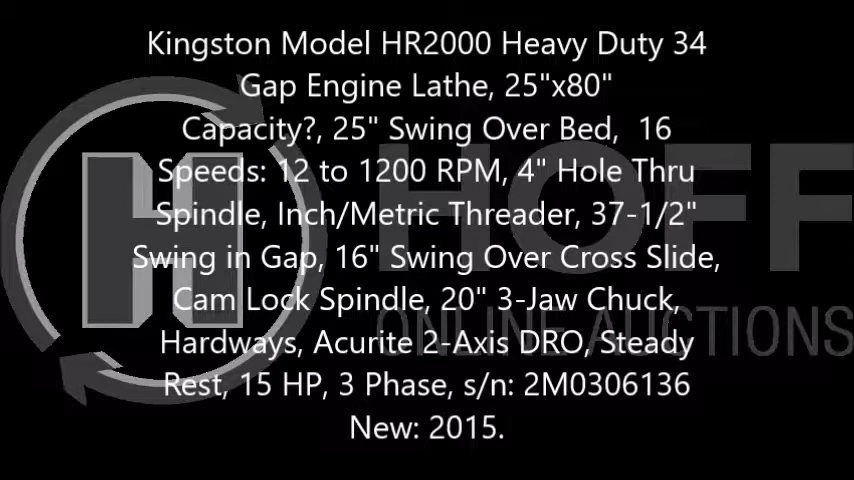 Kingston Model HR2000 Heavy Duty 34
Gap Engine Lathe, 25"x80"
Capacity?, 25" Swing Over Bed,  16
Speeds: 12 to 1200 RPM, 4" Hole Thru
Spindle, Inch/Metric Threader, 37-1/2"
Swing in Gap, 16" Swing Over Cross Slide,
Cam Lock Spindle, 20" 3-Jaw Chuck,
Hardways, Acurite 2-Axis DRO, Steady
Rest, 15 HP, 3 Phase, s/n: 2M0306136
New: 2015.
H
HOFF
ONLINE AUCTIONS